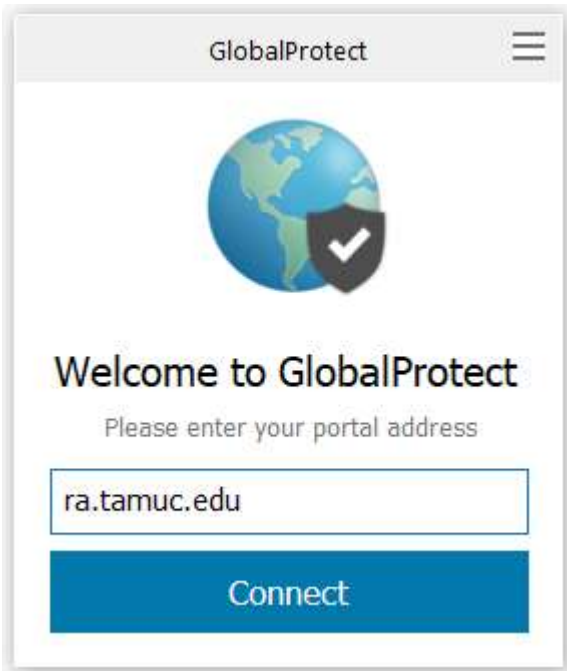 GlobalProtect
Welcome to GlobalProtect
Please enter your portal address
ra.tamuc.edu
Connect